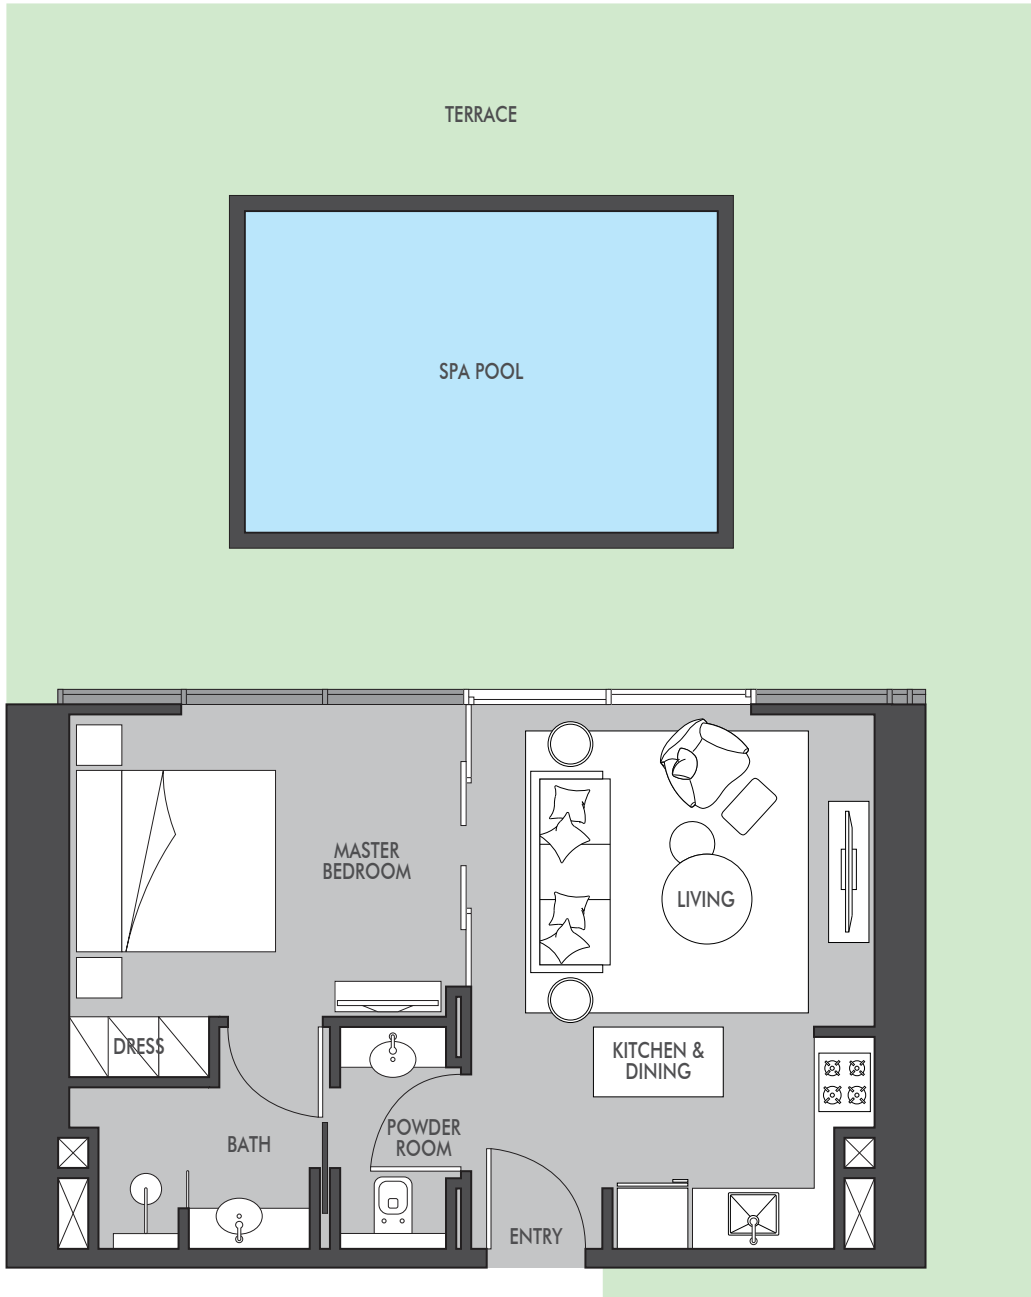 TERRACE
SPA POOL
MASTER
BEDROOM
LIVING
DRESS
KITCHEN &
DINING
BATH
POWDER
ROOM
ENTRY